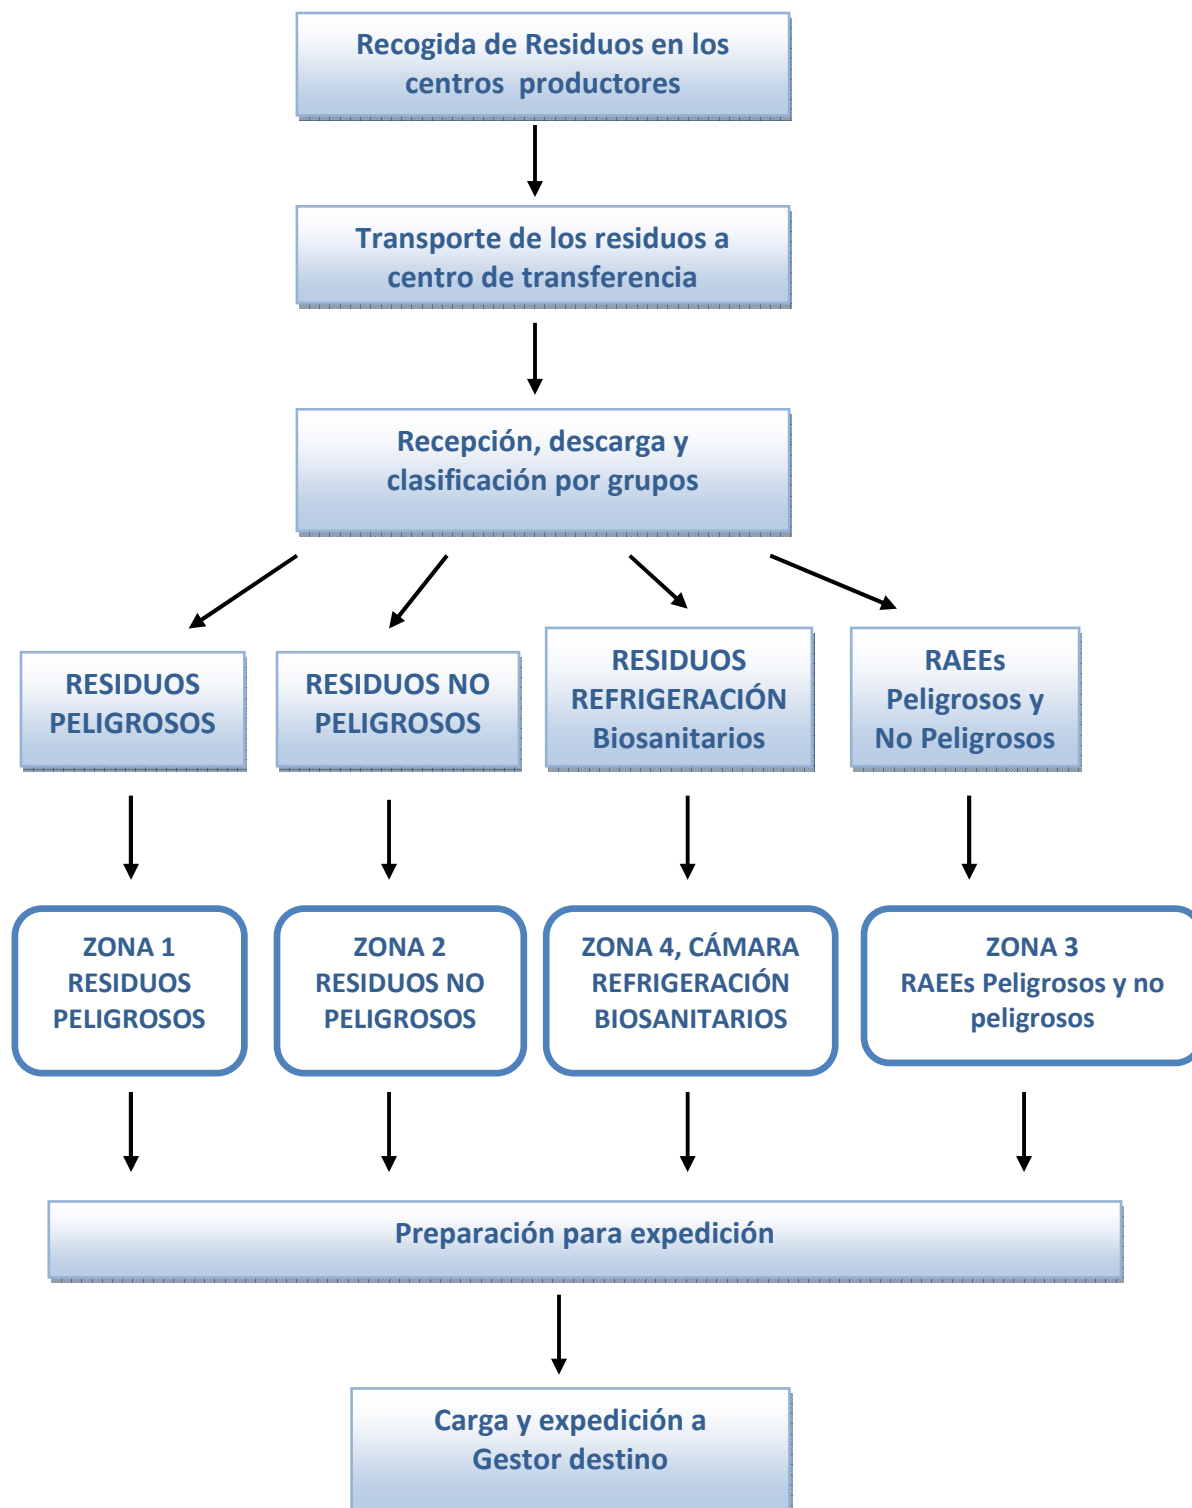 Recogida de Residuos en los
centros productores
Transporte de los residuos a
centro de transferencia
Recepción, descarga y
clasificación por grupos
RESIDUOS
PELIGROSOS
RESIDUOS NO
PELIGROSOS
RESIDUOS
REFRIGERACIÓN
Biosanitarios
RAEEs
Peligrosos y
No Peligrosos
ZONA 1
RESIDUOS
PELIGROSOS
ZONA 2
RESIDUOS NO
PELIGROSOS
ZONA 4, CÁMARA
REFRIGERACIÓN
BIOSANITARIOS
ZONA 3
RAEEs Peligrosos y no
peligrosos
Preparación para expedición
Carga y expedición a
Gestor destino